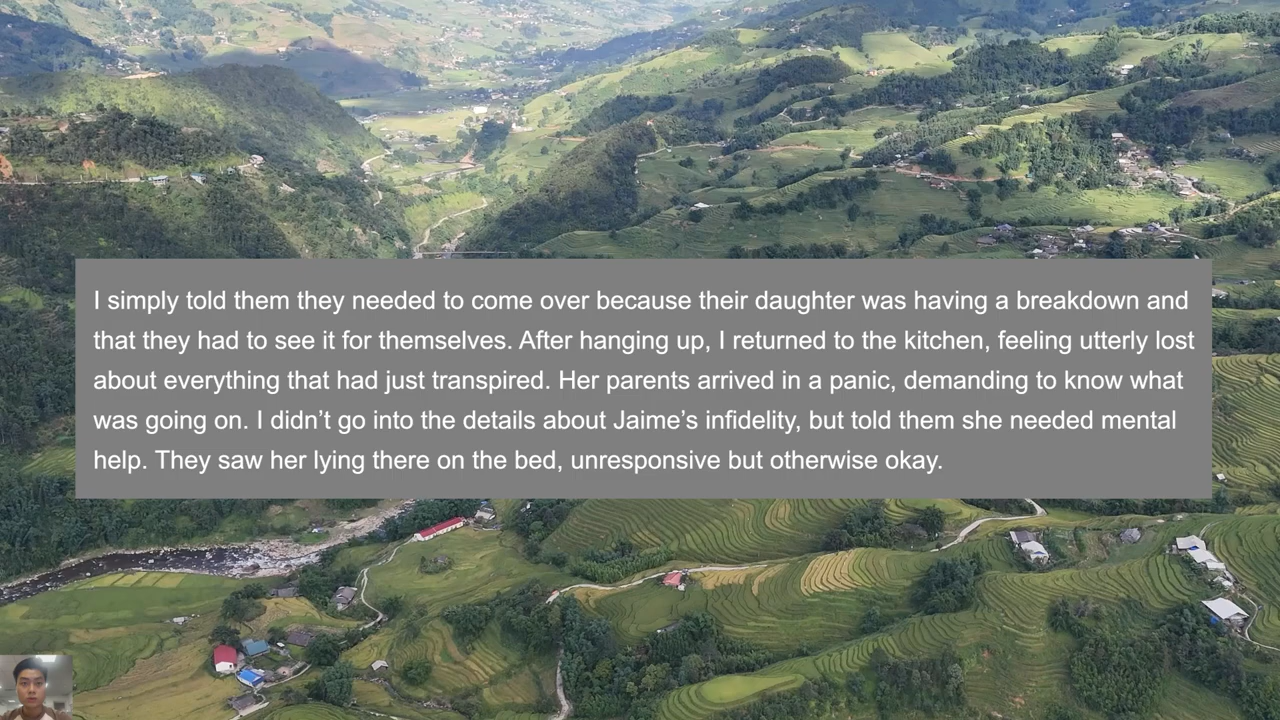 I simply told them they needed to come over because their daughter was having a breakdown and
that they had to see it for themselves. After hanging up, I returned to the kitchen, feeling utterly lost
about everything that had just transpired. Her parents arrived in a panic, demanding to know what
was going on. I didn’t go into the details about Jaime’s infidelity, but told them she needed mental
help. They saw her lying there on the bed, unresponsive but otherwise okay.